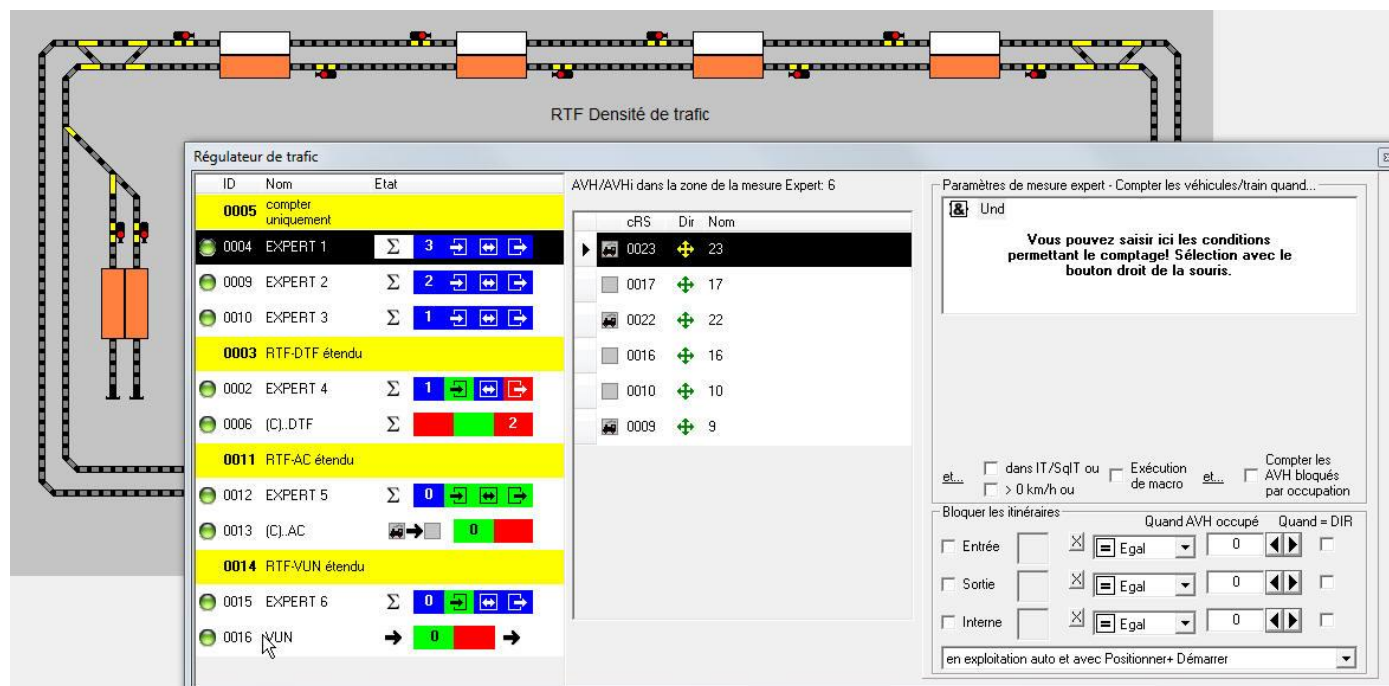 RTF Densité de trafic
Régulateur de trafic
ID Nom Etat
0005 compter
uniquement
0004 EXPERT 1 Σ 3
0009 EXPERT 2 Σ 2
0010 EXPERT 3 Σ 1
0003 RTF-DTF étendu
0002 EXPERT 4 Σ 1
0006 (C)..DTF Σ 2
0011 RTF-AC étendu
0012 EXPERT 5 Σ 0
0013 (C)..AC 0
0014 RTF-VUN étendu
0015 EXPERT 6 Σ 0
0016 VUN 0
AVH/AVHi dans la zone de la mesure Expert: 6
cRS Dir Nom
0023 23
0017 17
0022 22
0016 16
0010 10
0009 9
Paramètres de mesure expert - Compter les véhicules/train quand...
& Und
Vous pouvez saisir ici les conditions
permettant le comptage! Sélection avec le
bouton droit de la souris.
et... dans IT/SqIT ou
> 0 km/h ou
Exécution
de macro
et... Compter les
AVH bloqués
par occupation
Bloquer les itinéraires
Quand AVH occupé Quand = DIR
Entrée X = Egal 0
Sortie X = Egal 0
Interne X = Egal 0
en exploitation auto et avec Positionner+ Démarrer